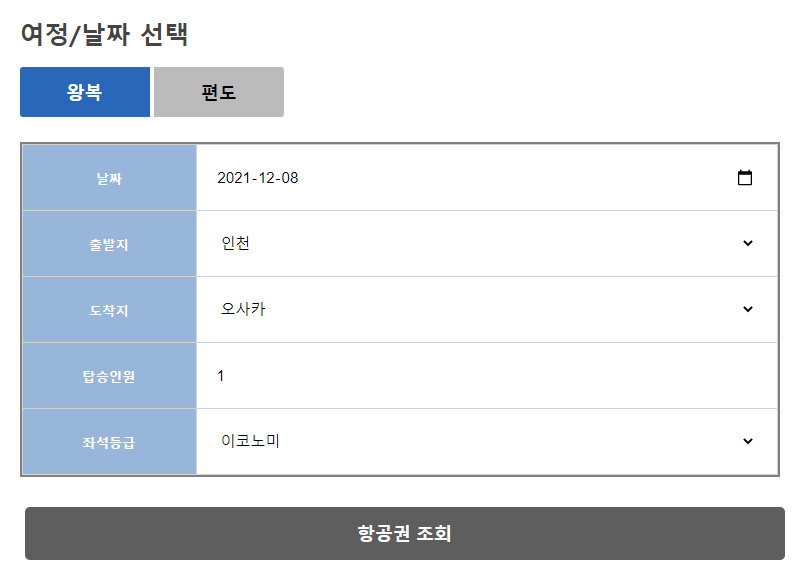 여정/날짜 선택
왕복 편도
날짜 2021-12-08
출발지 인천
도착지 오사카
탑승인원 1
좌석등급 이코노미
항공권 조회